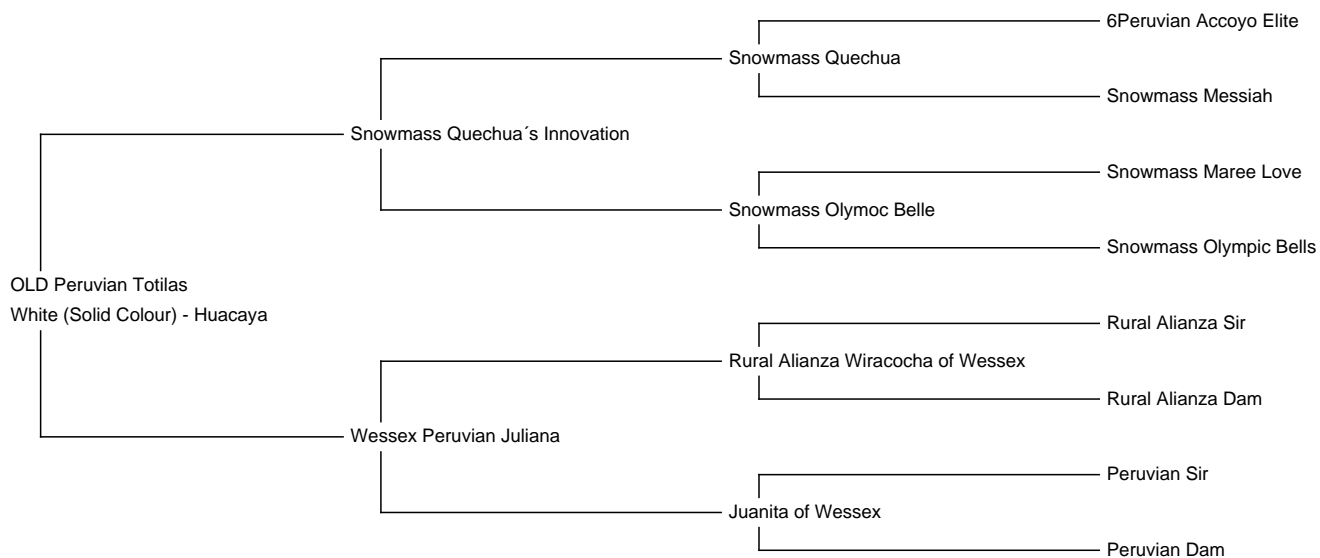 6Peruvian Accoyo Elite
Snowmass Quechua
Snowmass Messiah
Snowmass Quechua´s Innovation
Snowmass Maree Love
Snowmass Olymoc Belle
Snowmass Olympic Bells
OLD Peruvian Totilas
White (Solid Colour) - Huacaya
Rural Alianza Sir
Rural Alianza Wiracocha of Wessex
Rural Alianza Dam
Wessex Peruvian Juliana
Peruvian Sir
Juanita of Wessex
Peruvian Dam